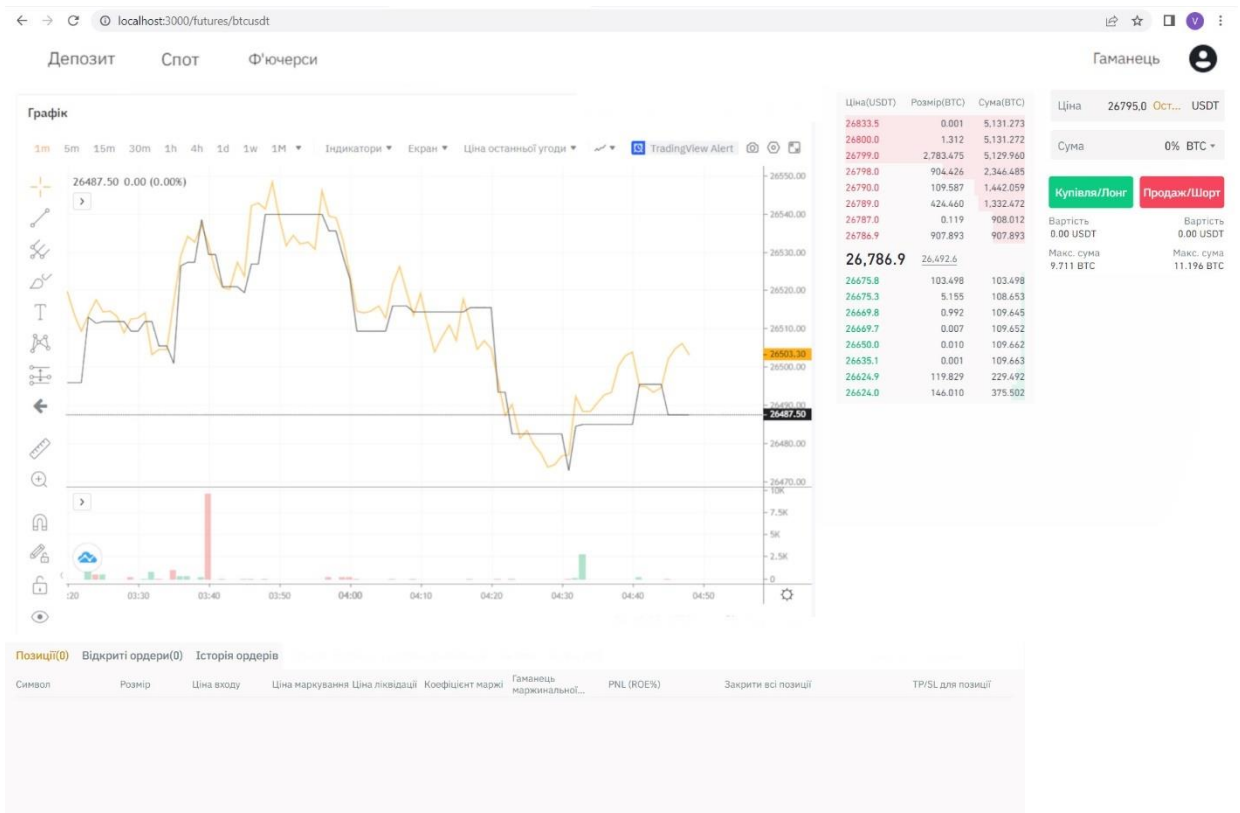 localhost:3000/futures/btcusdt
V
Депозит Спот Ф'ючерси Гаманець
Графік
1m 5m 15m 30m 1h 4h 1d 1w 1M Індикатори Екран Ціна останньої угоди TradingView Alert
26487.50 0.00 (0.00%)
T
26550.00
26540.00
26530.00
26520.00
26510.00
26503.30
26500.00
26490.00
26487.50
26480.00
26470.00
10K
7.5K
5K
2.5K
0
:20 03:30 03:40 03:50 04:00 04:10 04:20 04:30 04:40 04:50
Ціна(USDT) Розмір(BTC) Сума(BTC)
26833.5 0.001 5,131.273
26800.0 1.312 5,131.272
26799.0 2,783.475 5,129.960
26798.0 904.426 2,346.485
26790.0 109.587 1,442.059
26789.0 424.460 1,332.472
26787.0 0.119 908.012
26786.9 907.893 907.893
26,786.9 26,492.6
26675.8 103.498 103.498
26675.3 5.155 108.653
26669.8 0.992 109.645
26669.7 0.007 109.652
26650.0 0.010 109.662
26635.1 0.001 109.663
26624.9 119.829 229.492
26624.0 146.010 375.502
Ціна 26795.0 Ост... USDT
Сума 0% BTC
Купівля/Лонг Продаж/Шорт
Вартість Вартість
0.00 USDT 0.00 USDT
Макс. сума Макс. сума
9.711 BTC 11.196 BTC
Позиції(0) Відкриті ордери(0) Історія ордерів
Символ Розмір Ціна входу Ціна маркування Ціна ліквідації Коефіцієнт маржі Гаманець PNL (ROE%) Закрити всі позиції TP/SL для позиції
маржинальної...